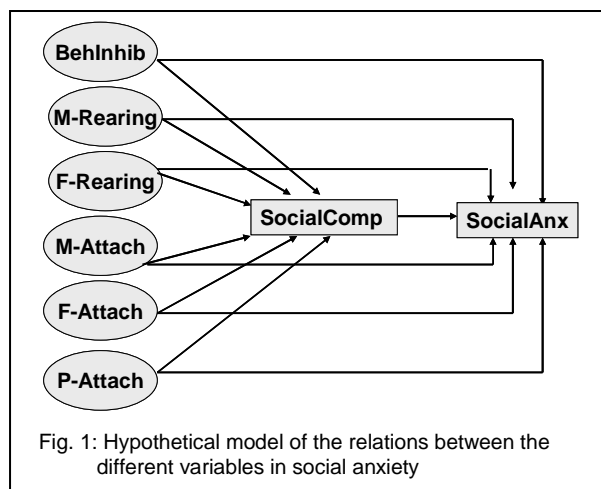 BehInhib
M-Rearing
F-Rearing
SocialComp
SocialAnx
M-Attach
F-Attach
P-Attach
Fig. 1: Hypothetical model of the relations between the
different variables in social anxiety